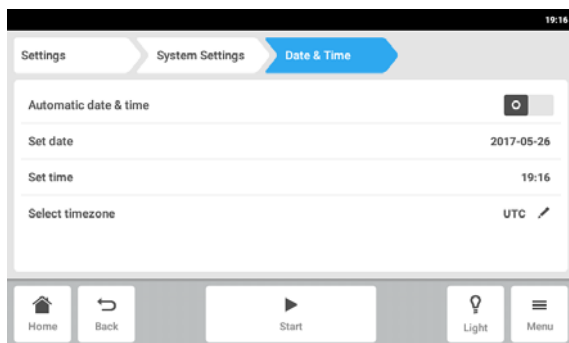 19:16
Settings System Settings Date & Time
Automatic date & time
Set date 2017-05-26
Set time 19:16
Select timezone UTC
Home Back Start Light Menu